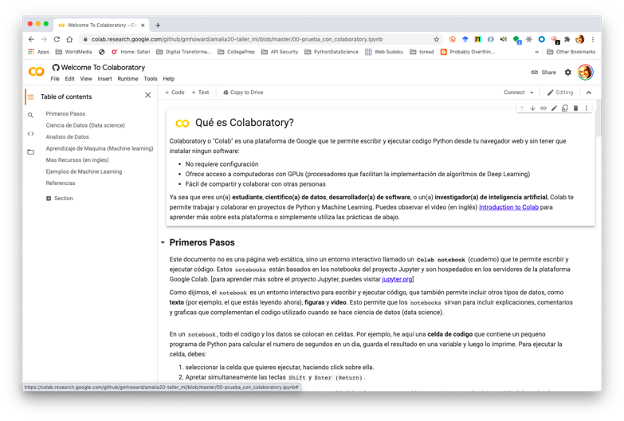 Welcome To Colaboratory - C
colab.research.google.com/github/gmhoward/amaila20-taller_ml/blob/master/00-prueba_con_colaboratory.ipynb
Apps
WorldMedia
Home: Safari
Digital Transforma...
CollagePrep
API Security
PythonDataScience
Web Sudoku
toread
Probably Overthin...
Other Bookmarks
Welcome To Colaboratory
Share
File Edit View Insert Runtime Tools Help
Table of contents
+ Code + Text Copy to Drive
Connect Editing
Primeros Pasos
Ciencia de Datos (Data science)
Analisis de Datos
Aprendizaje de Maquina (Machine learning)
Mas Recursos (en ingles)
Ejemplos de Machine Learning
Referencias
Section
Qué es Colaboratory?
Colaboratory o "Colab" es una plataforma de Google que te permite escribir y ejecutar codigo Python desde tu navegador web y sin tener que
instalar ningun software:
No requiere configuración
Ofrece acceso a computadoras con GPUs (procesadores que facilitan la implementación de algoritmos de Deep Learning)
Fácil de compartir y colaborar con otras personas
Ya sea que eres un(a) estudiante, cientifico(a) de datos, desarrollador(a) de software, o un(a) investigador(a) de inteligencia artificial, Colab te
permite trabajar y colaborar en proyectos de Python y Machine Learning. Puedes observar el video (en inglés) Introduction to Colab para
aprender más sobre esta plataforma o simplemente utiliza las prácticas de abajo.
Primeros Pasos
Este documento no es una página web estática, sino un entorno interactivo llamado un Colab notebook (cuaderno) que te permite escribir y
ejecutar código. Estos notebooks están basados en los notebooks del proyecto Jupyter y son hospedados en los servidores de la plataforma
Google Colab. [para aprender más sobre el proyecto Jupyter, puedes visitar jupyter.org]
Como dijimos, el notebook es un entorno interactivo para escribir y ejecutar código, que también permite incluir otros tipos de datos, como
texto (por ejemplo, el que estás leyendo ahora), figuras y video. Esto permite que los notebooks sirvan para incluir explicaciones, comentarios
y graficas que complementan el codigo utilizado cuando se hace ciencia de datos (data science).
En un notebook, todo el codigo y los datos se colocan en celdas. Por ejemplo, he aquí una celda de codigo que contiene un pequeno
programa de Python para calcular el numero de segundos en un dia, guarda el resultado en una variable y luego lo imprime. Para ejecutar la
celda, debes:
1. seleccionar la celda que quieres ejecutar, haciendo click sobre ella.
2. Apretar simultaneamente las teclas Shift y Enter (Return).
https://colab.research.google.com/github/gmhoward/amaila20-taller_ml/blob/master/00-prueba_con_colaboratory.ipynb#